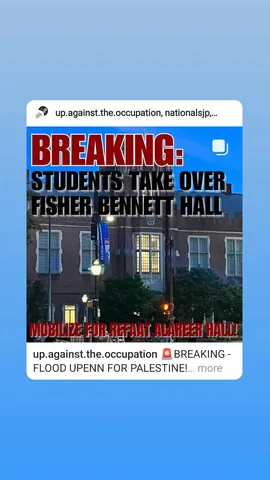 up.against.the.occupation, nationalsjp,...
BREAKING:
STUDENTS TAKE OVER
FISHER BENNETT HALL
MOBILIZE FOR REFAAT ALAREER HALL!
up.against.the.occupation 🚨BREAKING -
FLOOD UPENN FOR PALESTINE!... more